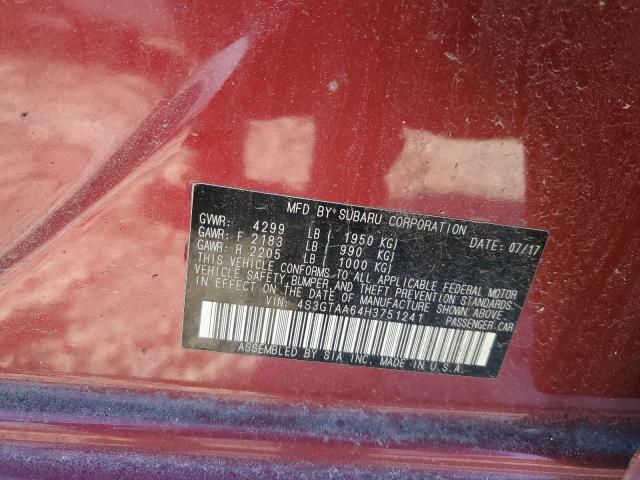 MFD BY SUBARU CORPORATION
GVWR: 4299 LB ( 1950 KG) DATE: 07/17
GAWR: F 2183 LB ( 990 KG)
GAWR: R 2205 LB ( 1000 KG)
THIS VEHICLE CONFORMS TO ALL APPLICABLE FEDERAL MOTOR
VEHICLE SAFETY,BUMPER AND THEFT PREVENTION STANDARDS
IN EFFECT ON THE DATE OF MANUFACTURE SHOWN ABOVE.
VIN: 4S3GTAA64H3751241 PASSENGER CAR
ASSEMBLED BY SIA, INC. MADE IN U.S.A.